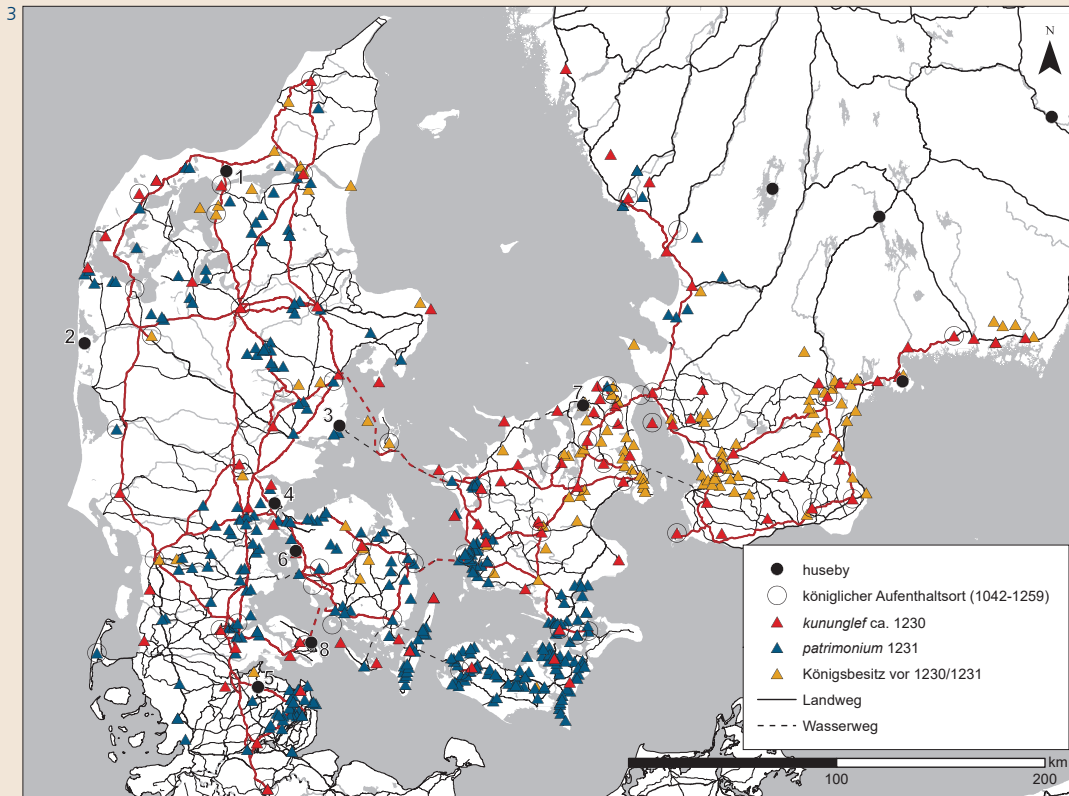 3
N
1
2
3
7
4
6
8
5
huseby
königlicher Aufenthaltsort (1042-1259)
kununglef ca. 1230
patrimonium 1231
Königsbesitz vor 1230/1231
Landweg
Wasserweg
km
0 100 200